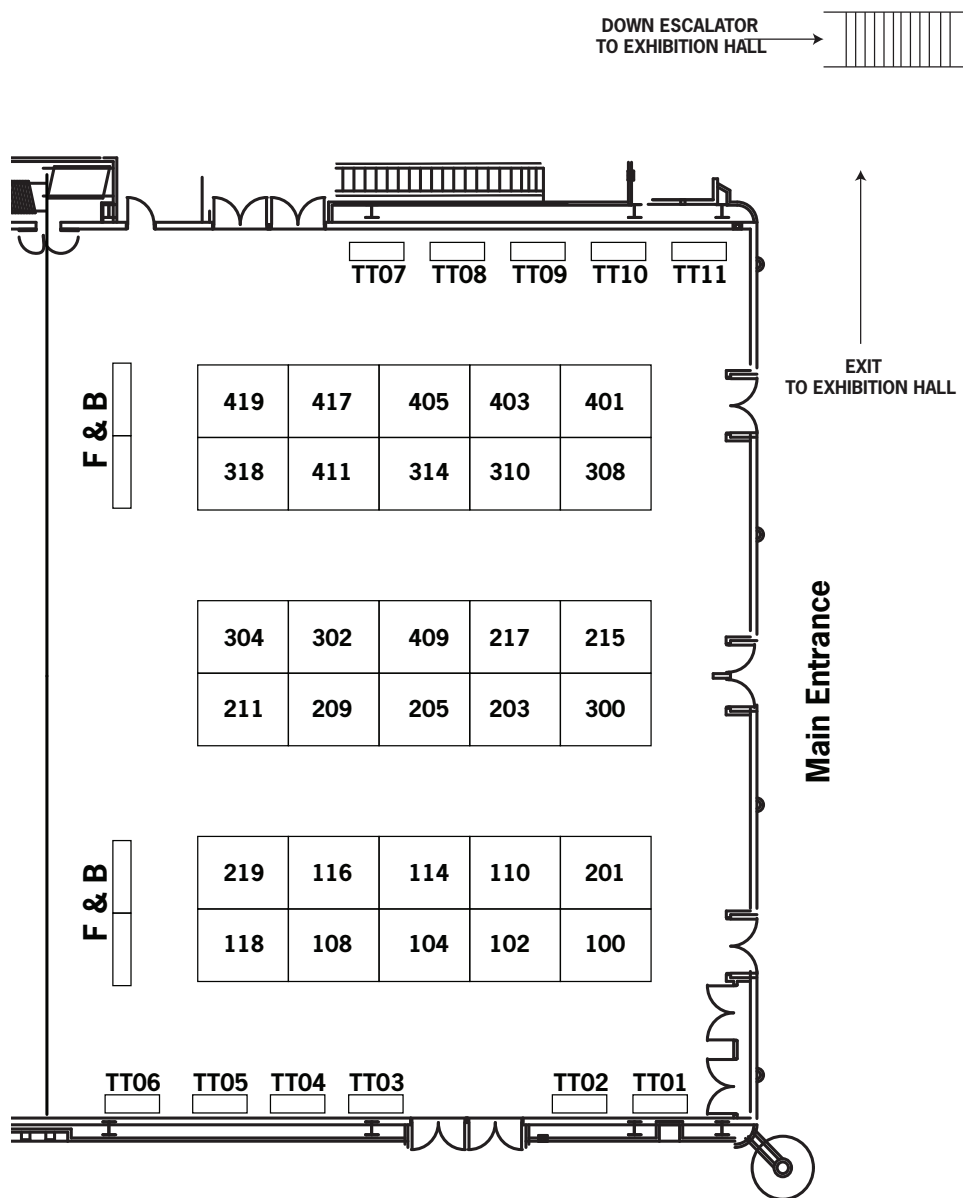 DOWN ESCALATOR
TO EXHIBITION HALL
TT07 TT08 TT09 TT10 TT11
EXIT
TO EXHIBITION HALL
F & B
419 417 405 403 401
318 411 314 310 308
Main Entrance
304 302 409 217 215
211 209 205 203 300
F & B
219 116 114 110 201
118 108 104 102 100
TT06 TT05 TT04 TT03 TT02 TT01